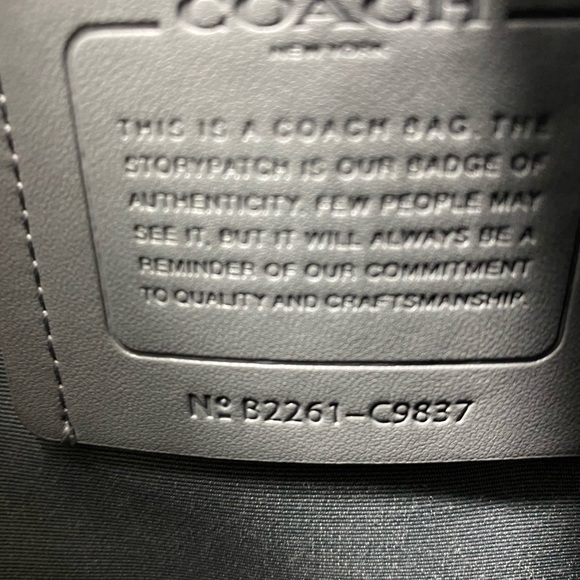 COACH
NEW YORK
THIS IS A COACH BAG. THE
STORYPATCH IS OUR BADGE OF
AUTHENTICITY. FEW PEOPLE MAY
SEE IT, BUT IT WILL ALWAYS BE A
REMINDER OF OUR COMMITMENT
TO QUALITY AND CRAFTSMANSHIP.
Nº B2261-C9837